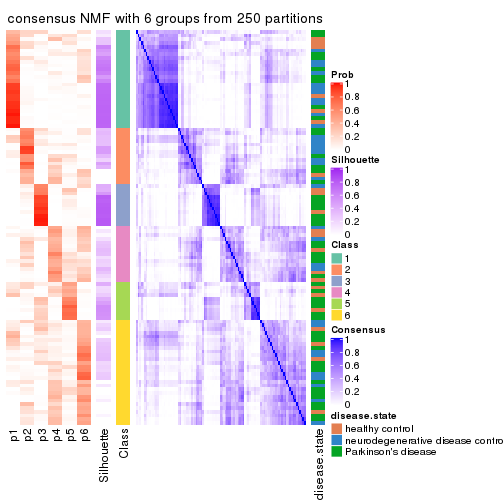 consensus NMF with 6 groups from 250 partitions
Prob
1
0.8
0.6
0.4
0.2
0
Silhouette
1
0.8
0.6
0.4
0.2
0
Class
1
2
3
4
5
6
Consensus
1
0.8
0.6
0.4
0.2
0
disease.state
healthy control
neurodegenerative disease contro
Parkinson's disease
p1
p2
p3
p4
p5
p6
Silhouette
Class
disease.state